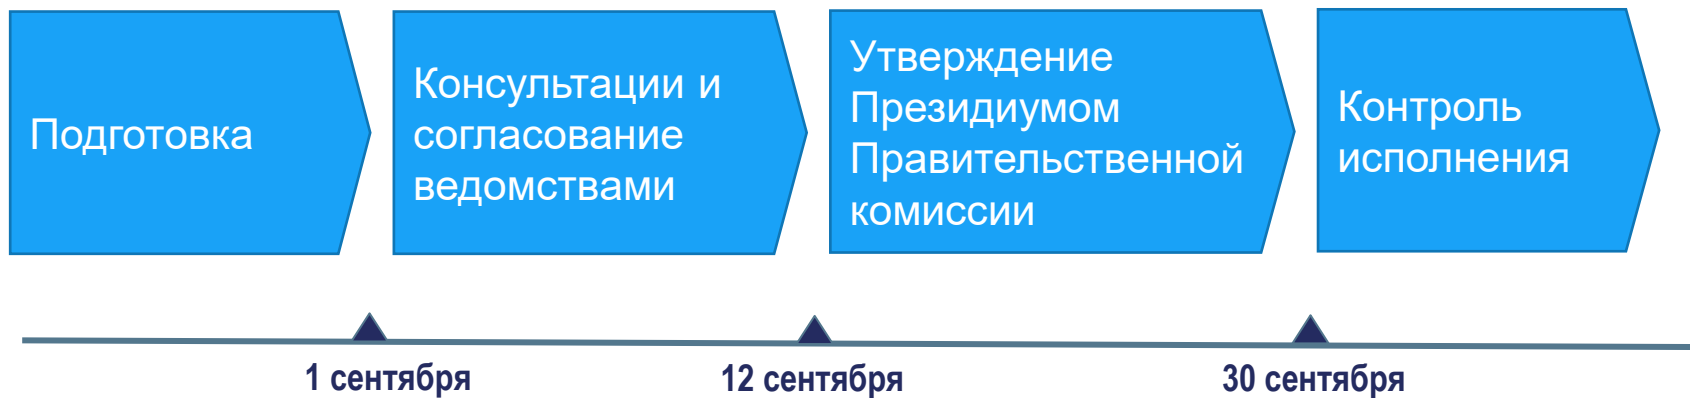 Подготовка
Консультации и
согласование
ведомствами
Утверждение
Президиумом
Правительственной
комиссии
Контроль
исполнения
1 сентября
12 сентября
30 сентября